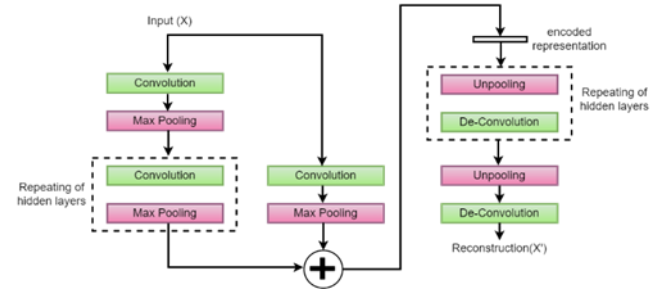 Input (X)
Convolution
Max Pooling
Repeating of
hidden layers
Convolution
Max Pooling
Convolution
Max Pooling
+
encoded
representation
Unpooling
De-Convolution
Repeating of
hidden layers
Unpooling
De-Convolution
Reconstruction(X')